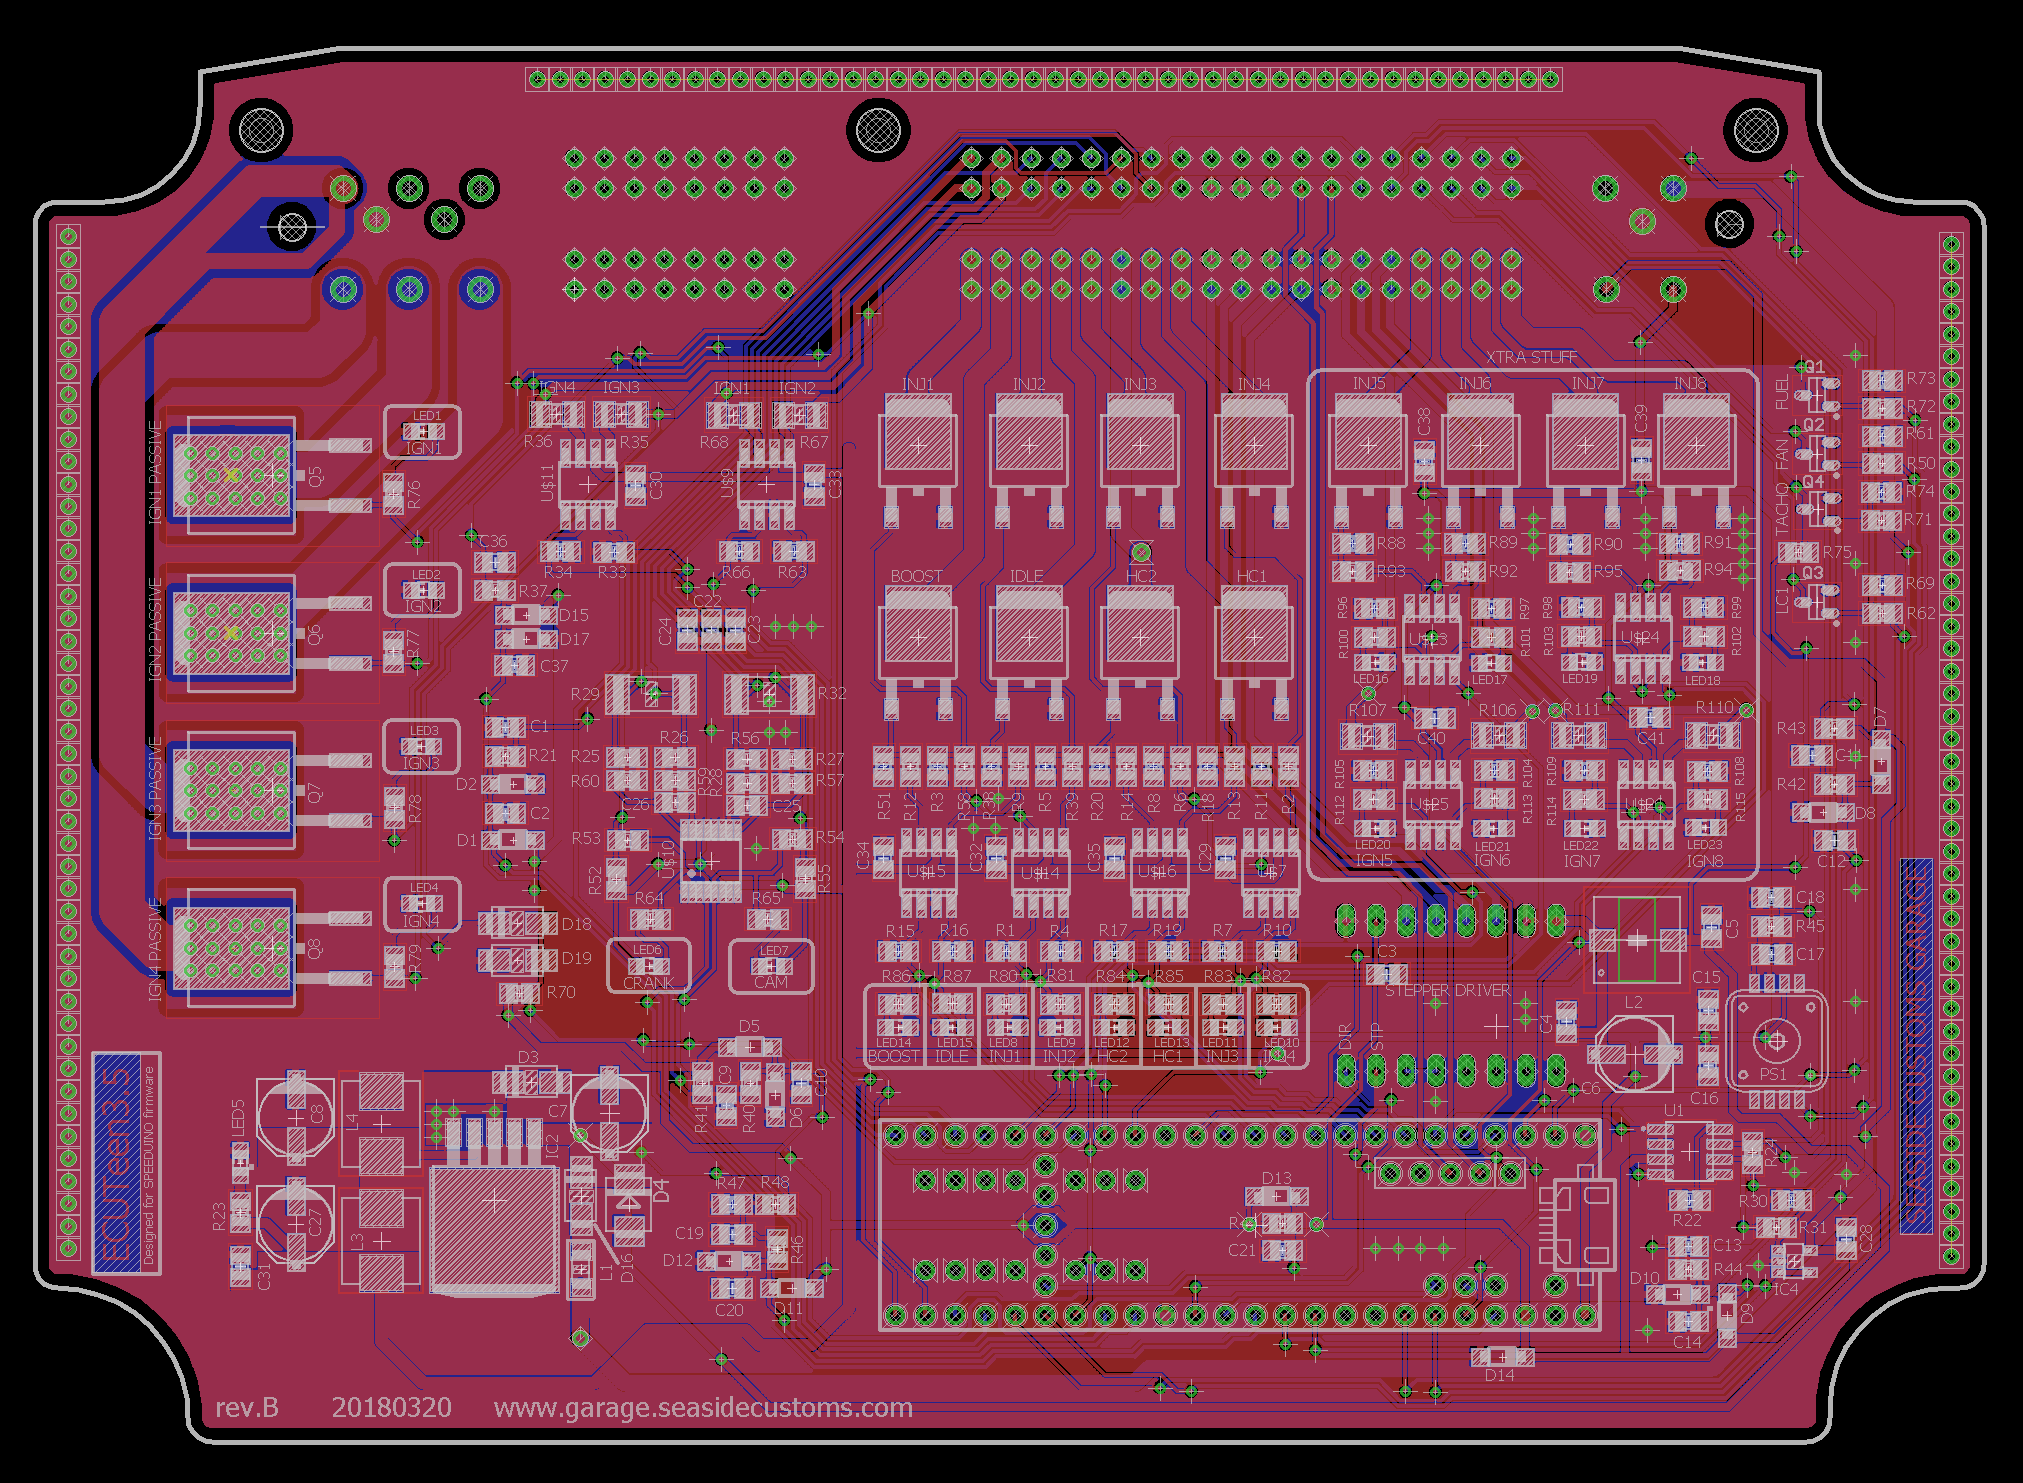 XTRA STUFF
IGN4
IGN3
IGN1
IGN2
INJ1
INJ2
INJ3
INJ4
INJ5
INJ6
INJ7
INJ8
Q1
R73
FUEL
R72
LED1
IGN1
R36
R35
R68
R67
C38
C39
Q2
R61
IGN1 PASSIVE
Q5
R76
U$11
C30
U$9
C33
TACHO
FAN
R50
Q4
R74
R71
C36
R34
R33
R66
R63
R88
R89
R90
R91
R75
LED2
IGN2
R37
BOOST
IDLE
HC2
HC1
R93
R92
R95
R94
Q3
LC1
R69
R62
IGN2 PASSIVE
Q6
R77
D15
D17
C37
C24
C22
C23
R96
R97
R98
R99
R100
R101
R103
R102
LED16
LED17
LED19
LED18
R29
R32
R107
R106
R111
R110
C40
C41
R43
D7
C11
R42
D8
C12
LED3
IGN3
IGN3 PASSIVE
Q7
R78
C1
R21
D2
C2
D1
R25
R26
R56
R27
R60
R59
R28
R57
C26
C25
R53
R54
R52
U$10
R55
R51
R12
R3
R58
R38
R9
R5
R39
R20
R14
R8
R6
R18
R13
R11
R2
R105
R104
R109
R108
R112
R113
R114
R115
U$25
LED20
LED21
LED22
LED23
IGN5
IGN6
IGN7
IGN8
C34
U$15
C32
U$14
C35
U$16
C29
LED4
IGN4
IGN4 PASSIVE
Q8
R79
D18
D19
R70
R64
R65
LED6
CRANK
LED7
CAM
R15
R16
R1
R4
R17
R19
R7
R10
R86
R87
R80
R81
R84
R85
R83
R82
LED14
LED15
LED8
LED9
LED12
LED13
LED11
LED10
BOOST
IDLE
INJ1
INJ2
HC2
HC1
INJ3
INJ4
C3
STEPPER DRIVER
DIR
STP
C4
L2
C5
C6
C18
R45
C17
C15
C16
PS1
SEASIDECUSTOMSGARAGE
ECUTeen3.5
Designed for SPEEDUINO firmware
LED5
R23
C31
C8
C27
L4
L3
D3
C7
IC2
D4
L1
D16
D5
R41
C9
R40
D6
C10
R47
R48
C19
D12
R46
C20
D11
D13
C21
U1
R24
R22
R30
R31
C28
C13
R44
D10
IC4
C14
D9
D14
rev.B 20180320 www.garage.seasidecustoms.com